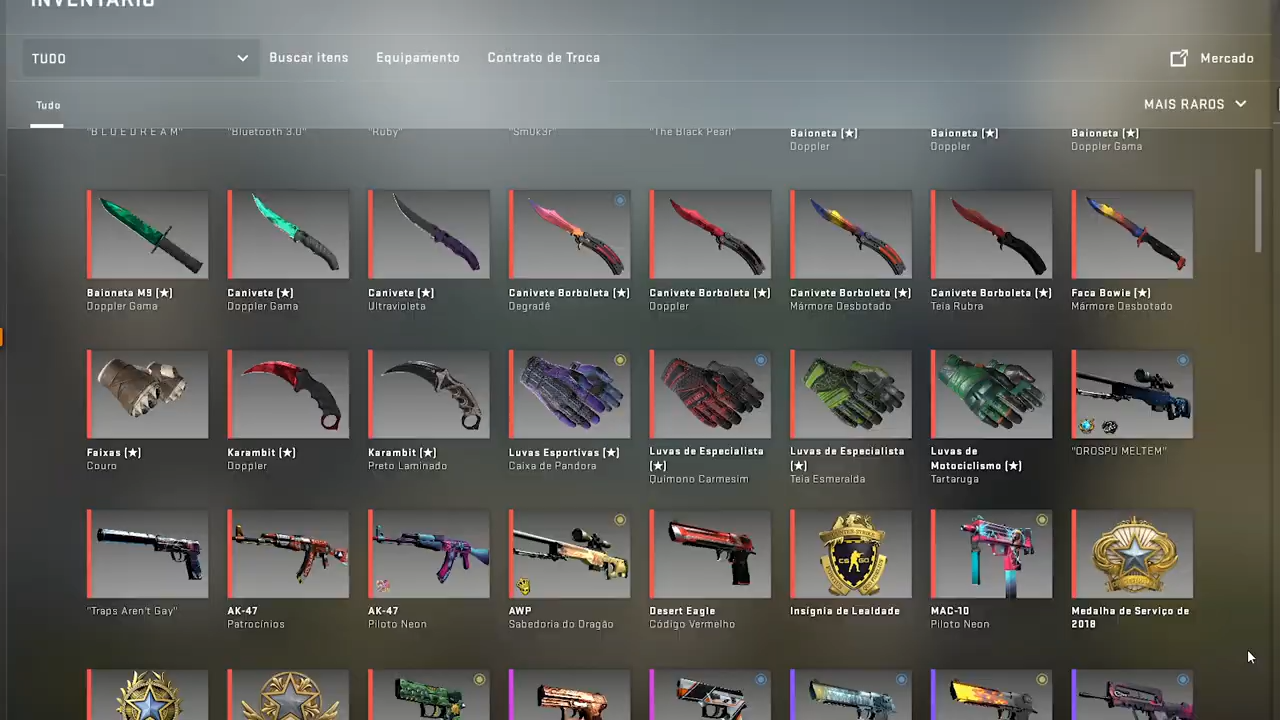 INVENTÁRIO
TUDO
Buscar itens
Equipamento
Contrato de Troca
Mercado
Tudo
MAIS RAROS
"B L U E D R E A M"
"Bluetooth 3.0"
"Ruby"
"Sm0k3r"
"The Black Pearl"
Baioneta (★)
Doppler
Baioneta (★)
Doppler
Baioneta (★)
Doppler Gama
Baioneta M9 (★)
Doppler Gama
Canivete (★)
Doppler Gama
Canivete (★)
Ultravioleta
Canivete Borboleta (★)
Degradê
Canivete Borboleta (★)
Doppler
Canivete Borboleta (★)
Mármore Desbotado
Canivete Borboleta (★)
Teia Rubra
Faca Bowie (★)
Mármore Desbotado
Faixas (★)
Couro
Karambit (★)
Doppler
Karambit (★)
Preto Laminado
Luvas Esportivas (★)
Caixa de Pandora
Luvas de Especialista
(★)
Quimono Carmesim
Luvas de Especialista
(★)
Teia Esmeralda
Luvas de
Motociclismo (★)
Tartaruga
"DROSPU MELTEM"
"Traps Aren't Gay"
AK-47
Patrocínios
AK-47
Piloto Neon
AWP
Sabedoria do Dragão
Desert Eagle
Código Vermelho
CS GO
Insígnia de Lealdade
MAC-10
Piloto Neon
Medalha de Serviço de
2018